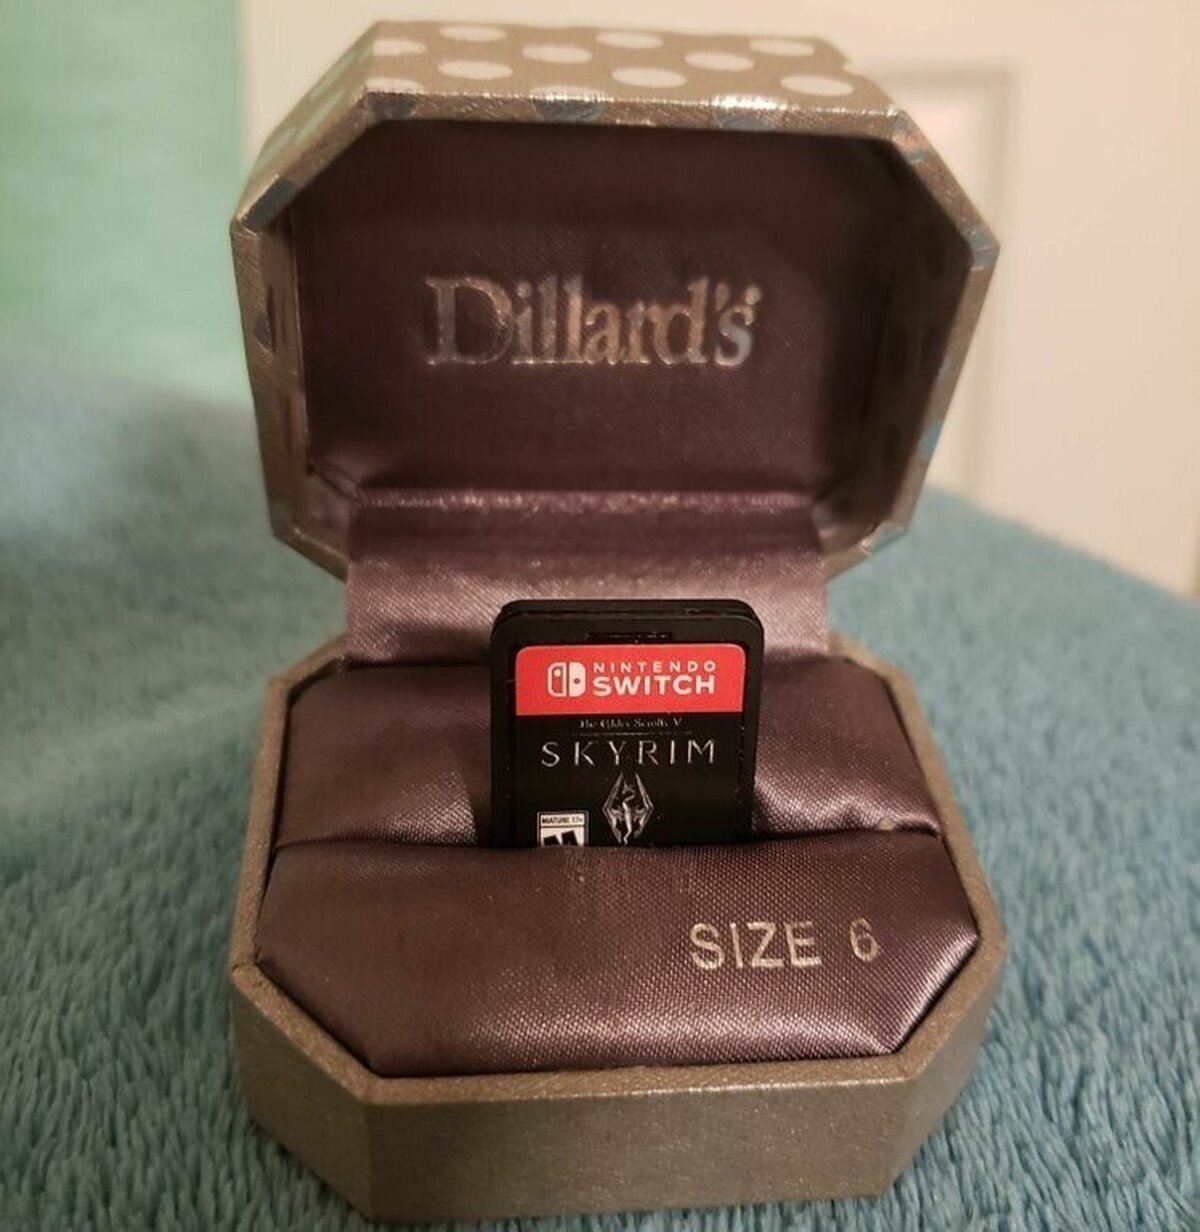 Dillard's
NINTENDO
SWITCH
The Elder Scrolls V
SKYRIM
MATURE 17+
M
SIZE 6